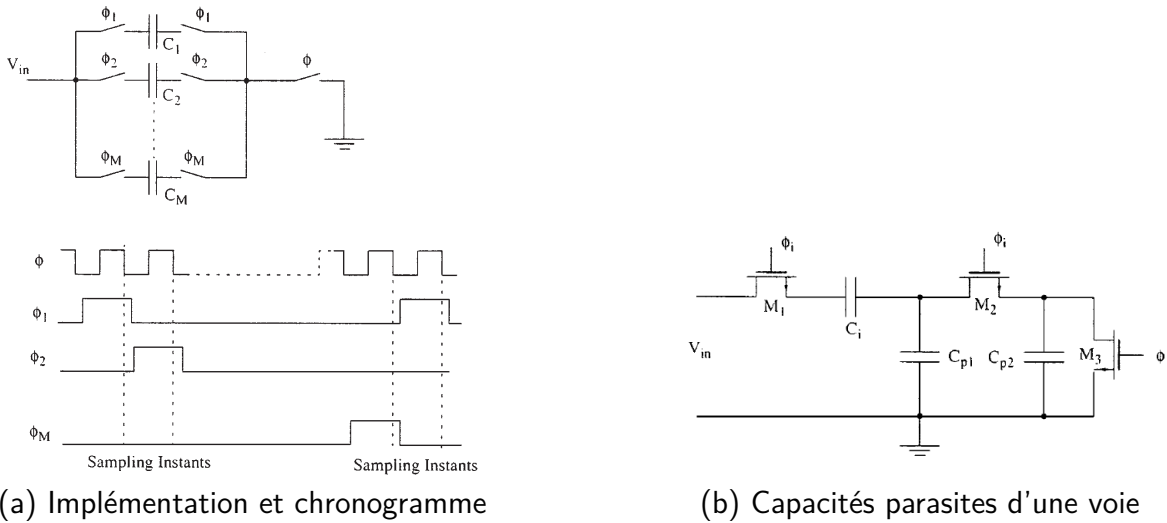 ϕ1 ϕ1
C1
Vin ϕ2 ϕ2 ϕ
C2
ϕM ϕM
CM
ϕ
ϕ1
ϕ2
ϕM
Sampling Instants Sampling Instants
(a) Implémentation et chronogramme
ϕi ϕi
M1 M2
Ci
Vin Cp1 Cp2 M3 ϕ
(b) Capacités parasites d'une voie